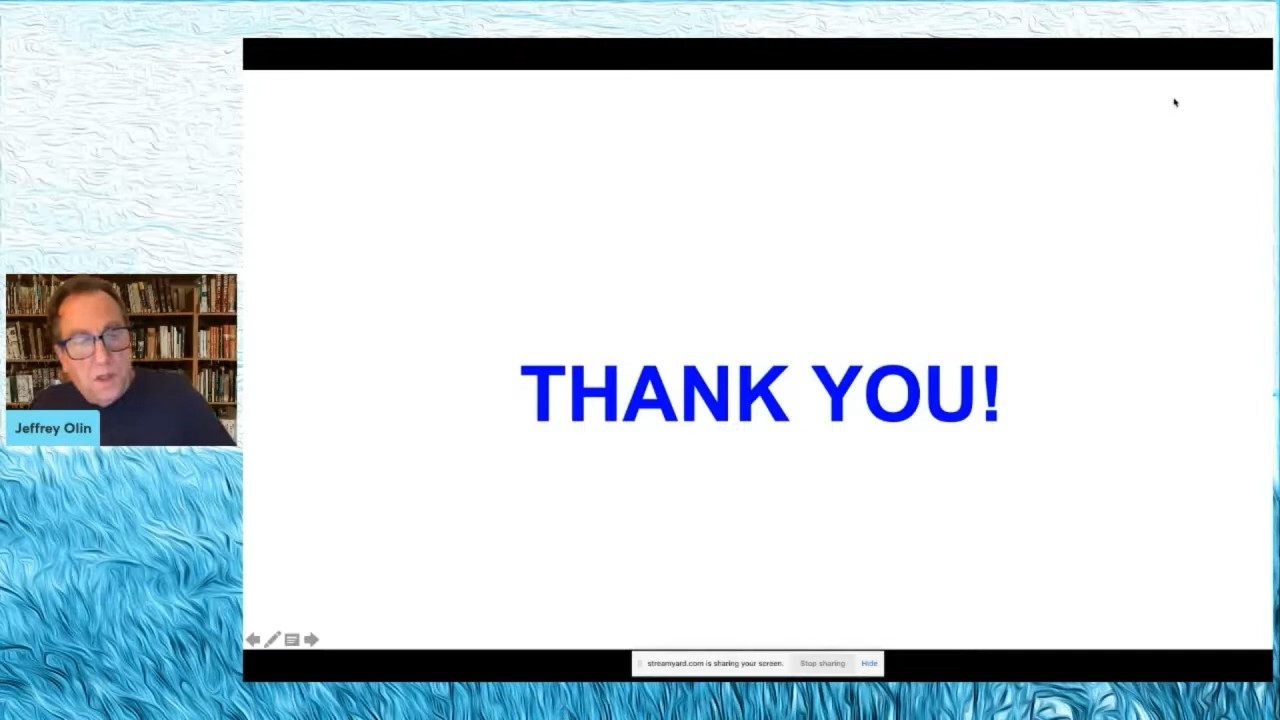 THANK YOU!
Jeffrey Olin
streamyard.com is sharing your screen.
Stop sharing
Hide